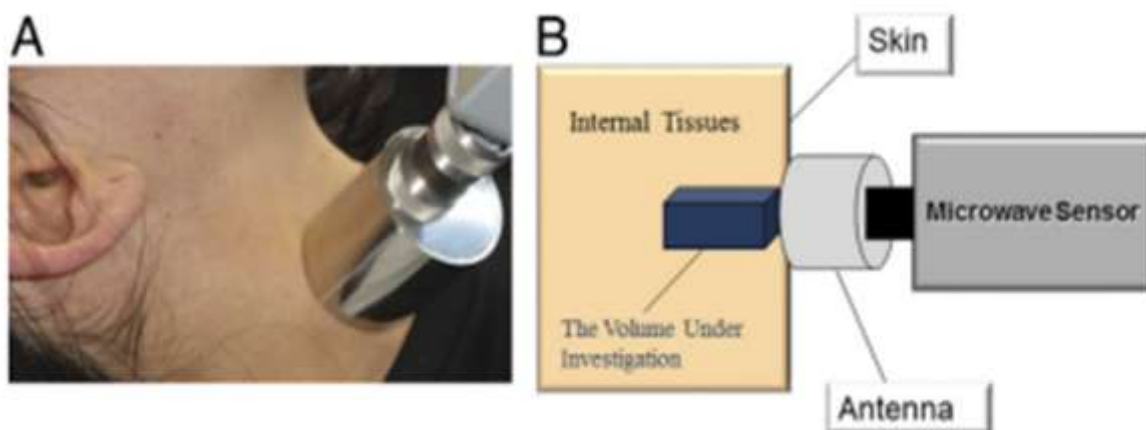 A
B
Skin
Internal Tissues
Microwave Sensor
The Volume Under
Investigation
Antenna